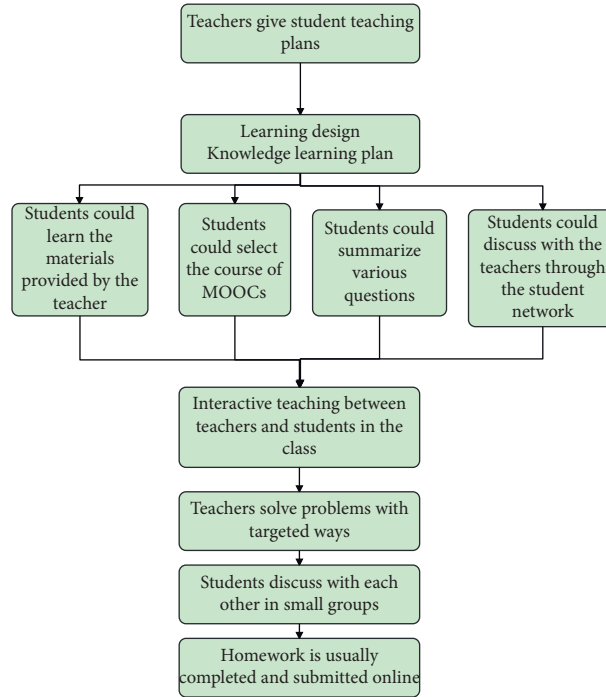 Teachers give student teaching
plans
Learning design
Knowledge learning plan
Students could
learn the
materials
provided by the
teacher
Students
could select
the course of
MOOCs
Students could
summarize
various
questions
Students could
discuss with the
teachers through
the student
network
Interactive teaching between
teachers and students in the
class
Teachers solve problems with
targeted ways
Students discuss with each
other in small groups
Homework is usually
completed and submitted online